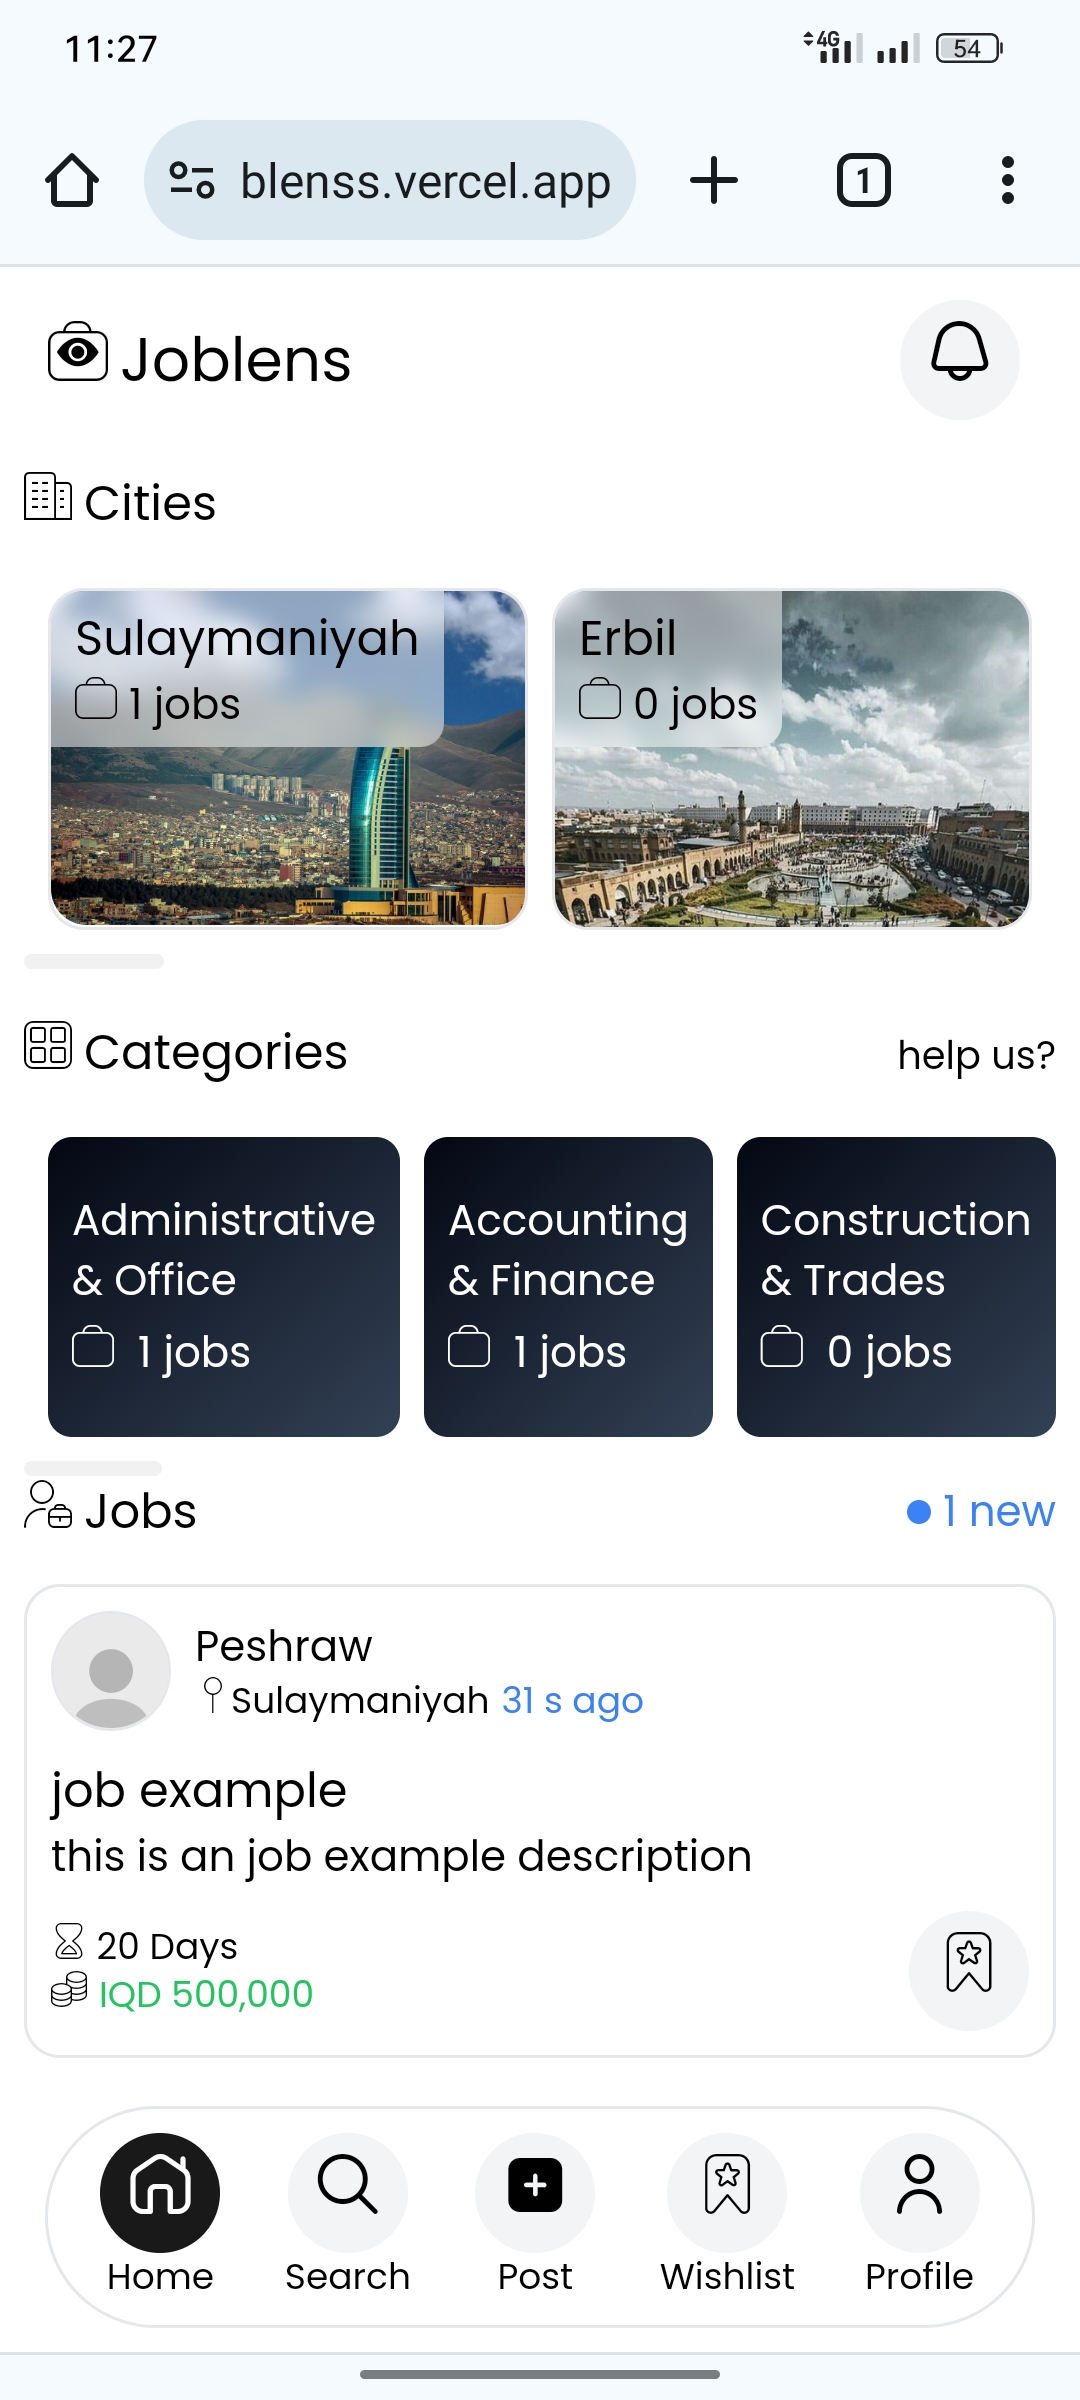 11:27
4G
54
blenss.vercel.app
1
Joblens
Cities
Sulaymaniyah
1 jobs
Erbil
0 jobs
Categories
help us?
Administrative
& Office
1 jobs
Accounting
& Finance
1 jobs
Construction
& Trades
0 jobs
Jobs
1 new
Peshraw
Sulaymaniyah 31 s ago
job example
this is an job example description
20 Days
IQD 500,000
Home
Search
Post
Wishlist
Profile